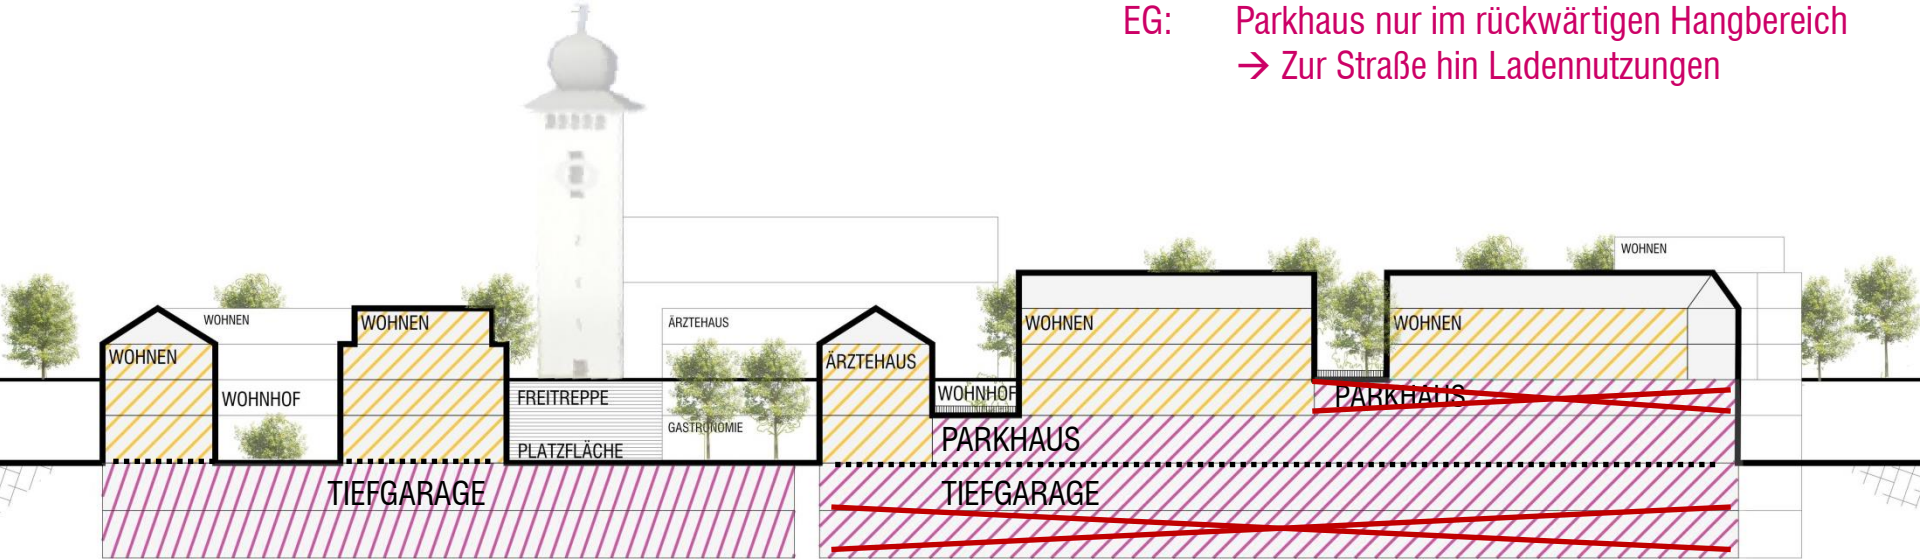 EG: Parkhaus nur im rückwärtigen Hangbereich
→ Zur Straße hin Ladennutzungen
WOHNEN
WOHNEN
WOHNEN
WOHNEN
WOHNHOF
FREITREPPE
PLATZFLÄCHE
ÄRZTEHAUS
GASTRONOMIE
ÄRZTEHAUS
WOHNHOF
WOHNEN
WOHNEN
PARKHAUS
PARKHAUS
TIEFGARAGE
TIEFGARAGE